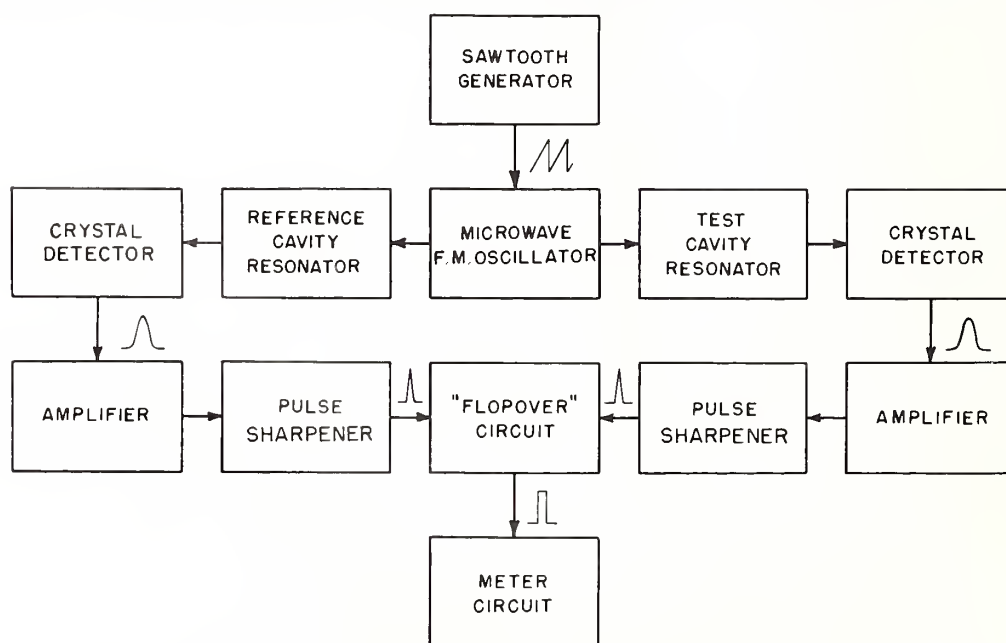 SAWTOOTH
GENERATOR
CRYSTAL
DETECTOR
REFERENCE
CAVITY
RESONATOR
MICROWAVE
F.M. OSCILLATOR
TEST
CAVITY
RESONATOR
CRYSTAL
DETECTOR
AMPLIFIER
PULSE
SHARPENER
"FLOPOVER"
CIRCUIT
PULSE
SHARPENER
AMPLIFIER
METER
CIRCUIT